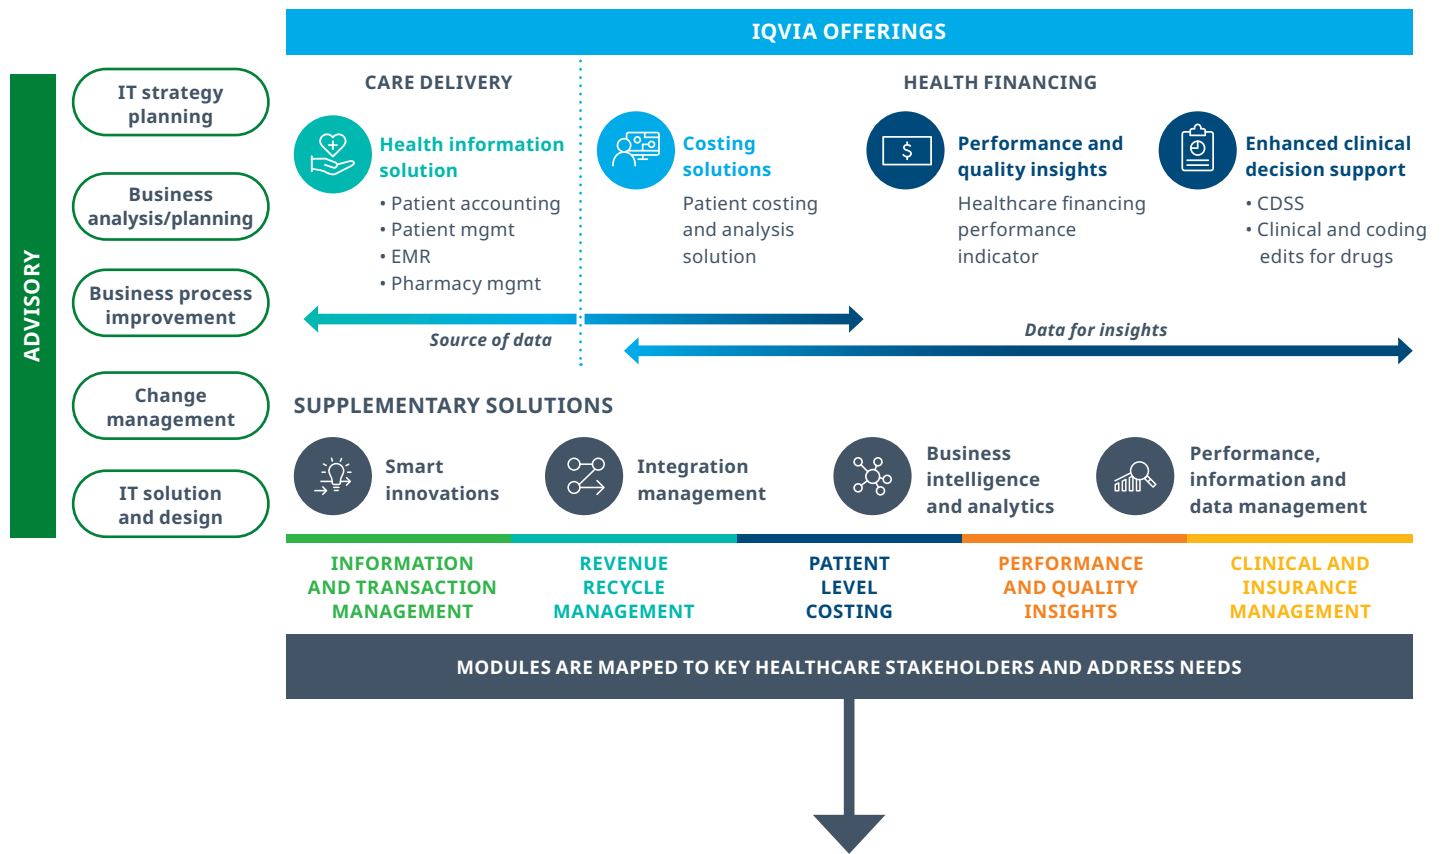 IQVIA OFFERINGS
ADVISORY
IT strategy
planning
Business
analysis/planning
Business process
improvement
Change
management
IT solution
and design
CARE DELIVERY
HEALTH FINANCING
Health information
solution
• Patient accounting
• Patient mgmt
• EMR
• Pharmacy mgmt
Costing
solutions
Patient costing
and analysis
solution
$
Performance and
quality insights
Healthcare financing
performance
indicator
Enhanced clinical
decision support
• CDSS
• Clinical and coding
edits for drugs
Source of data
Data for insights
SUPPLEMENTARY SOLUTIONS
Smart
innovations
Integration
management
Business
intelligence
and analytics
Performance,
information and
data management
INFORMATION
AND TRANSACTION
MANAGEMENT
REVENUE
RECYCLE
MANAGEMENT
PATIENT
LEVEL
COSTING
PERFORMANCE
AND QUALITY
INSIGHTS
CLINICAL AND
INSURANCE
MANAGEMENT
MODULES ARE MAPPED TO KEY HEALTHCARE STAKEHOLDERS AND ADDRESS NEEDS